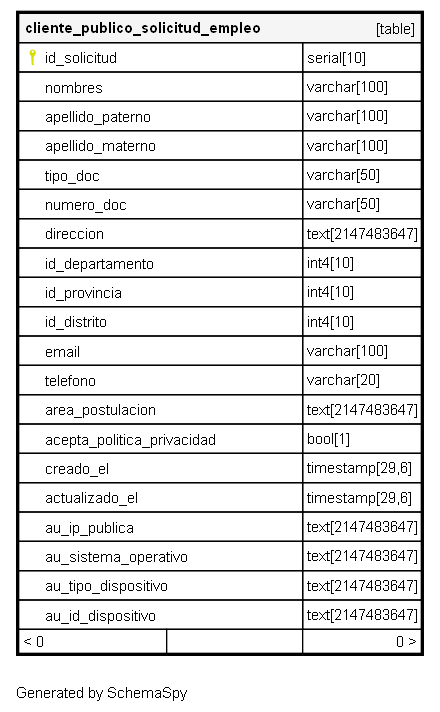 cliente_publico_solicitud_empleo [table]
id_solicitud serial[10]
nombres varchar[100]
apellido_paterno varchar[100]
apellido_materno varchar[100]
tipo_doc varchar[50]
numero_doc varchar[50]
direccion text[2147483647]
id_departamento int4[10]
id_provincia int4[10]
id_distrito int4[10]
email varchar[100]
telefono varchar[20]
area_postulacion text[2147483647]
acepta_politica_privacidad bool[1]
creado_el timestamp[29,6]
actualizado_el timestamp[29,6]
au_ip_publica text[2147483647]
au_sistema_operativo text[2147483647]
au_tipo_dispositivo text[2147483647]
au_id_dispositivo text[2147483647]
< 0 0 >
Generated by SchemaSpy